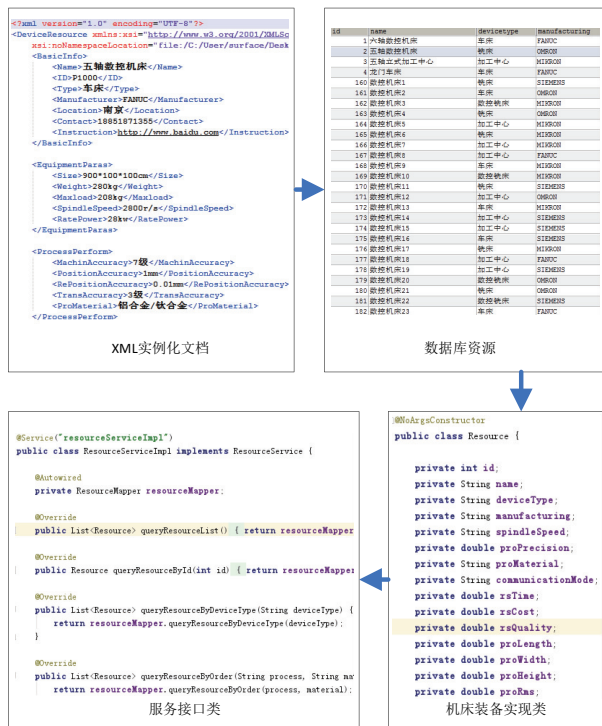 <?xml version="1.0" encoding="UTF-8"?>
<DeviceResource xmlns:xsi="http://www.w3.org/2001/XMLSc
xsi:noNamespaceLocation="file:/C:/User/surface/Desk
<BasicInfo>
<Name>五轴数控机床</Name>
<ID>P1000</ID>
<Type>车床</Type>
<Manufacturer>FANUC</Manufacturer>
<Location>南京</Location>
<Contact>18851871355</Contact>
<Instruction>http://www.baidu.com</Instruction>
</BasicInfo>
<EquipmentParas>
<Size>900*100*100cm</Size>
<Weight>280kg</Weight>
<Maxload>208kg</Maxload>
<SpindleSpeed>2800r/s</SpindleSpeed>
<RatePower>28kw</RatePower>
</EquipmentParas>
<ProcessPerform>
<MachinAccuracy>7级</MachinAccuracy>
<PositionAccuracy>1mm</PositionAccuracy>
<RePositionAccuracy>0.01mm</RePositionAccuracy>
<TransAccuracy>3级</TransAccuracy>
<ProMaterial>铝合金/钛合金</ProMaterial>
</ProcessPerform>
XML实例化文档
id name devicetype manufacturing
1 六轴数控机床 车床 FANUC
2 五轴数控机床 铣床 OMRON
3 五轴立式加工中心 加工中心 MIKRON
4 龙门车床 车床 FANUC
160 数控机床1 铣床 SIEMENS
161 数控机床2 车床 OMRON
162 数控机床3 数控铣床 MIKRON
163 数控机床4 铣床 OMRON
164 数控机床5 加工中心 MIKRON
165 数控机床6 铣床 MIKRON
166 数控机床7 加工中心 MIKRON
167 数控机床8 加工中心 FANUC
168 数控机床9 车床 MIKRON
169 数控机床10 数控铣床 MIKRON
170 数控机床11 铣床 SIEMENS
171 数控机床12 加工中心 OMRON
172 数控机床13 车床 MIKRON
173 数控机床14 加工中心 SIEMENS
174 数控机床15 加工中心 SIEMENS
175 数控机床16 车床 SIEMENS
176 数控机床17 铣床 MIKRON
177 数控机床18 加工中心 FANUC
178 数控机床19 加工中心 SIEMENS
179 数控机床20 数控铣床 OMRON
180 数控机床21 铣床 OMRON
181 数控机床22 数控铣床 SIEMENS
182 数控机床23 车床 FANUC
数据库资源
@Service("resourceServiceImpl")
public class ResourceServiceImpl implements ResourceService {
@Autowired
private ResourceMapper resourceMapper;
@Override
public List<Resource> queryResourceList() { return resourceMapper
@Override
public Resource queryResourceById(int id) { return resourceMapper
@Override
public List<Resource> queryResourceByDeviceType(String deviceType) {
return resourceMapper.queryResourceByDeviceType(deviceType);
}
@Override
public List<Resource> queryResourceByOrder(String process, String ma
return resourceMapper.queryResourceByOrder(process, material);
服务接口类
@NoArgsConstructor
public class Resource {
private int id;
private String name;
private String deviceType;
private String manufacturing;
private String spindleSpeed;
private double proPrecision;
private String proMaterial;
private String communicationMode;
private double rsTime;
private double rsCost;
private double rsQuality;
private double proLength;
private double proWidth;
private double proHeight;
private double proRms;
机床装备实现类